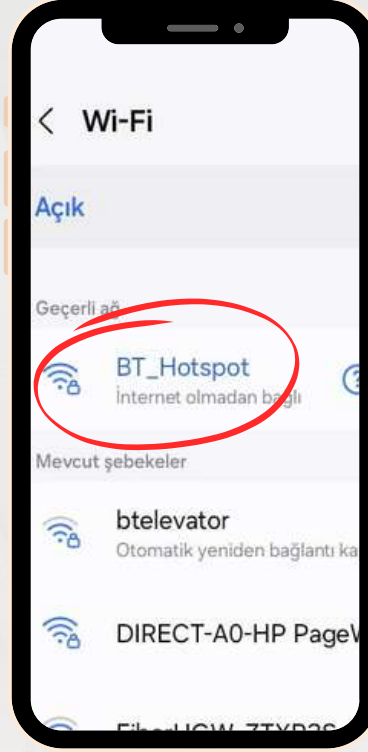 Wi-Fi
Açık
Geçerli ağ
BT_Hotspot
İnternet olmadan bağlı
Mevcut şebekeler
btelevator
Otomatik yeniden bağlantı ka
DIRECT-A0-HP PageW